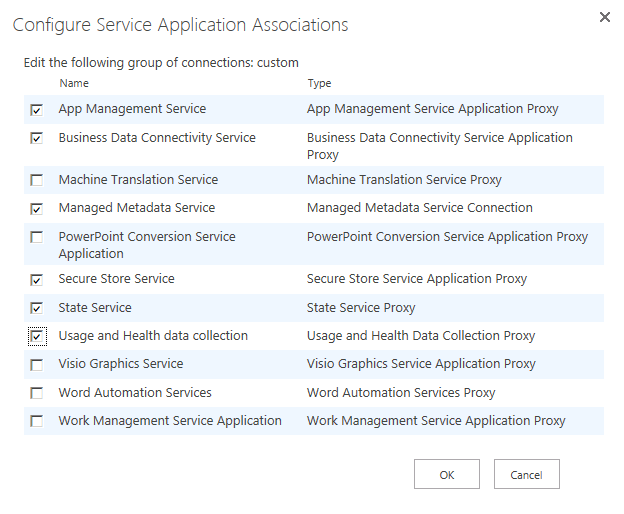 Configure Service Application Associations
Edit the following group of connections: custom
Name Type
App Management Service App Management Service Application Proxy
Business Data Connectivity Service Business Data Connectivity Service Application
Proxy
Machine Translation Service Machine Translation Service Proxy
Managed Metadata Service Managed Metadata Service Connection
PowerPoint Conversion Service PowerPoint Conversion Service Application Proxy
Application
Secure Store Service Secure Store Service Application Proxy
State Service State Service Proxy
Usage and Health data collection Usage and Health Data Collection Proxy
Visio Graphics Service Visio Graphics Service Application Proxy
Word Automation Services Word Automation Services Proxy
Work Management Service Application Work Management Service Application Proxy
OK Cancel